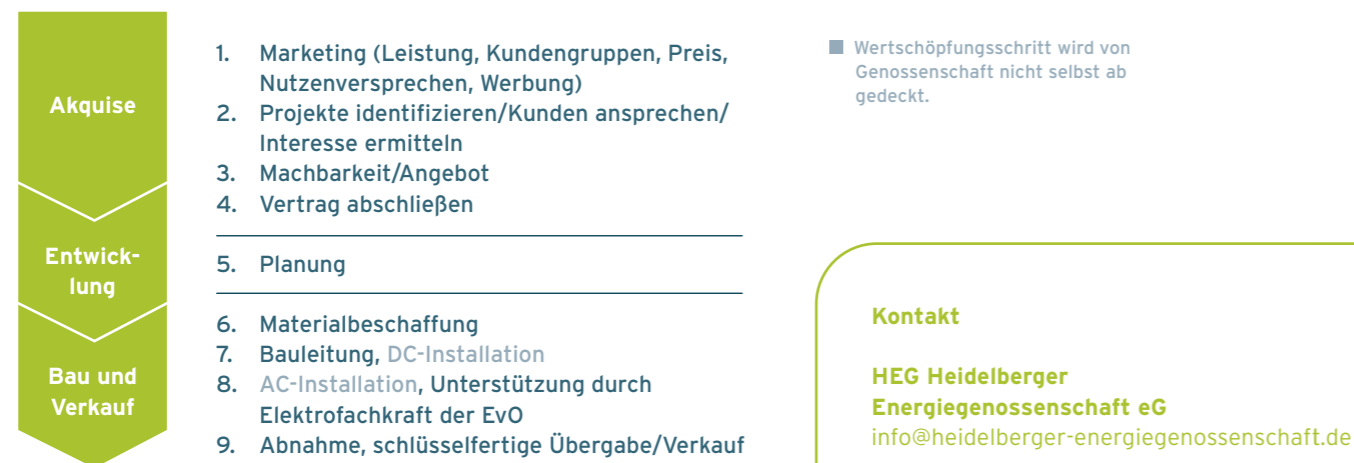 Akquise
1. Marketing (Leistung, Kundengruppen, Preis,
Nutzenversprechen, Werbung)
2. Projekte identifizieren/Kunden ansprechen/
Interesse ermitteln
3. Machbarkeit/Angebot
4. Vertrag abschließen
Entwick-
lung
5. Planung
Bau und
Verkauf
6. Materialbeschaffung
7. Bauleitung, DC-Installation
8. AC-Installation, Unterstützung durch
Elektrofachkraft der EvO
9. Abnahme, schlüsselfertige Übergabe/Verkauf
Wertschöpfungsschritt wird von
Genossenschaft nicht selbst ab
gedeckt.
Kontakt
HEG Heidelberger
Energiegenossenschaft eG
info@heidelberger-energiegenossenschaft.de